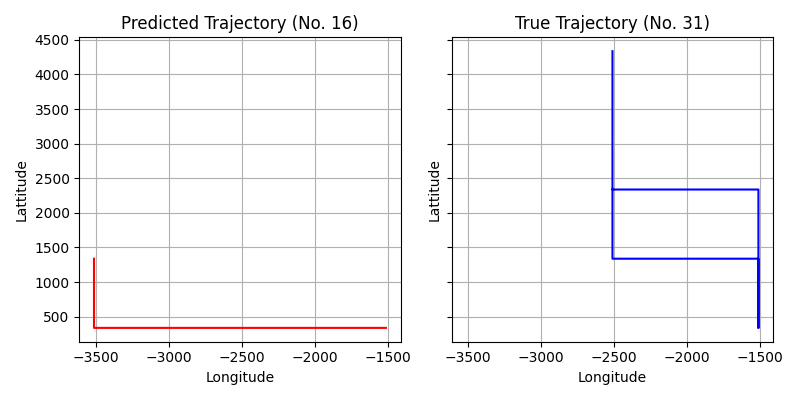 Predicted Trajectory (No. 16)
4500
4000
3500
3000
2500
2000
1500
1000
500
Lattitude
−3500 −3000 −2500 −2000 −1500
Longitude
True Trajectory (No. 31)
Lattitude
−3500 −3000 −2500 −2000 −1500
Longitude